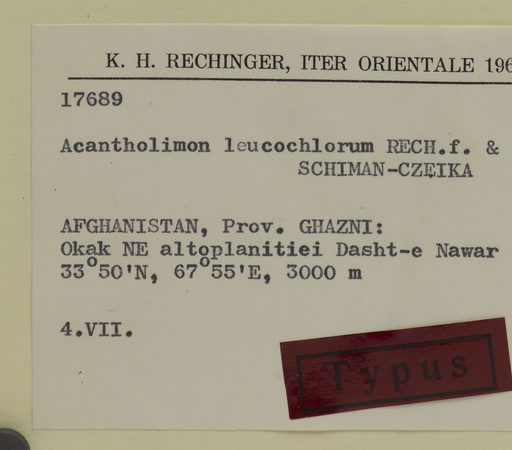 K. H. RECHINGER, ITER ORIENTALE 196
17689
Acantholimon leucochlorum RECH.f. &
SCHIMAN-CZEIKA
AFGHANISTAN, Prov. GHAZNI:
Okak NE altoplanitiei Dasht-e Nawar
33°50'N, 67°55'E, 3000 m
4.VII.
Typus